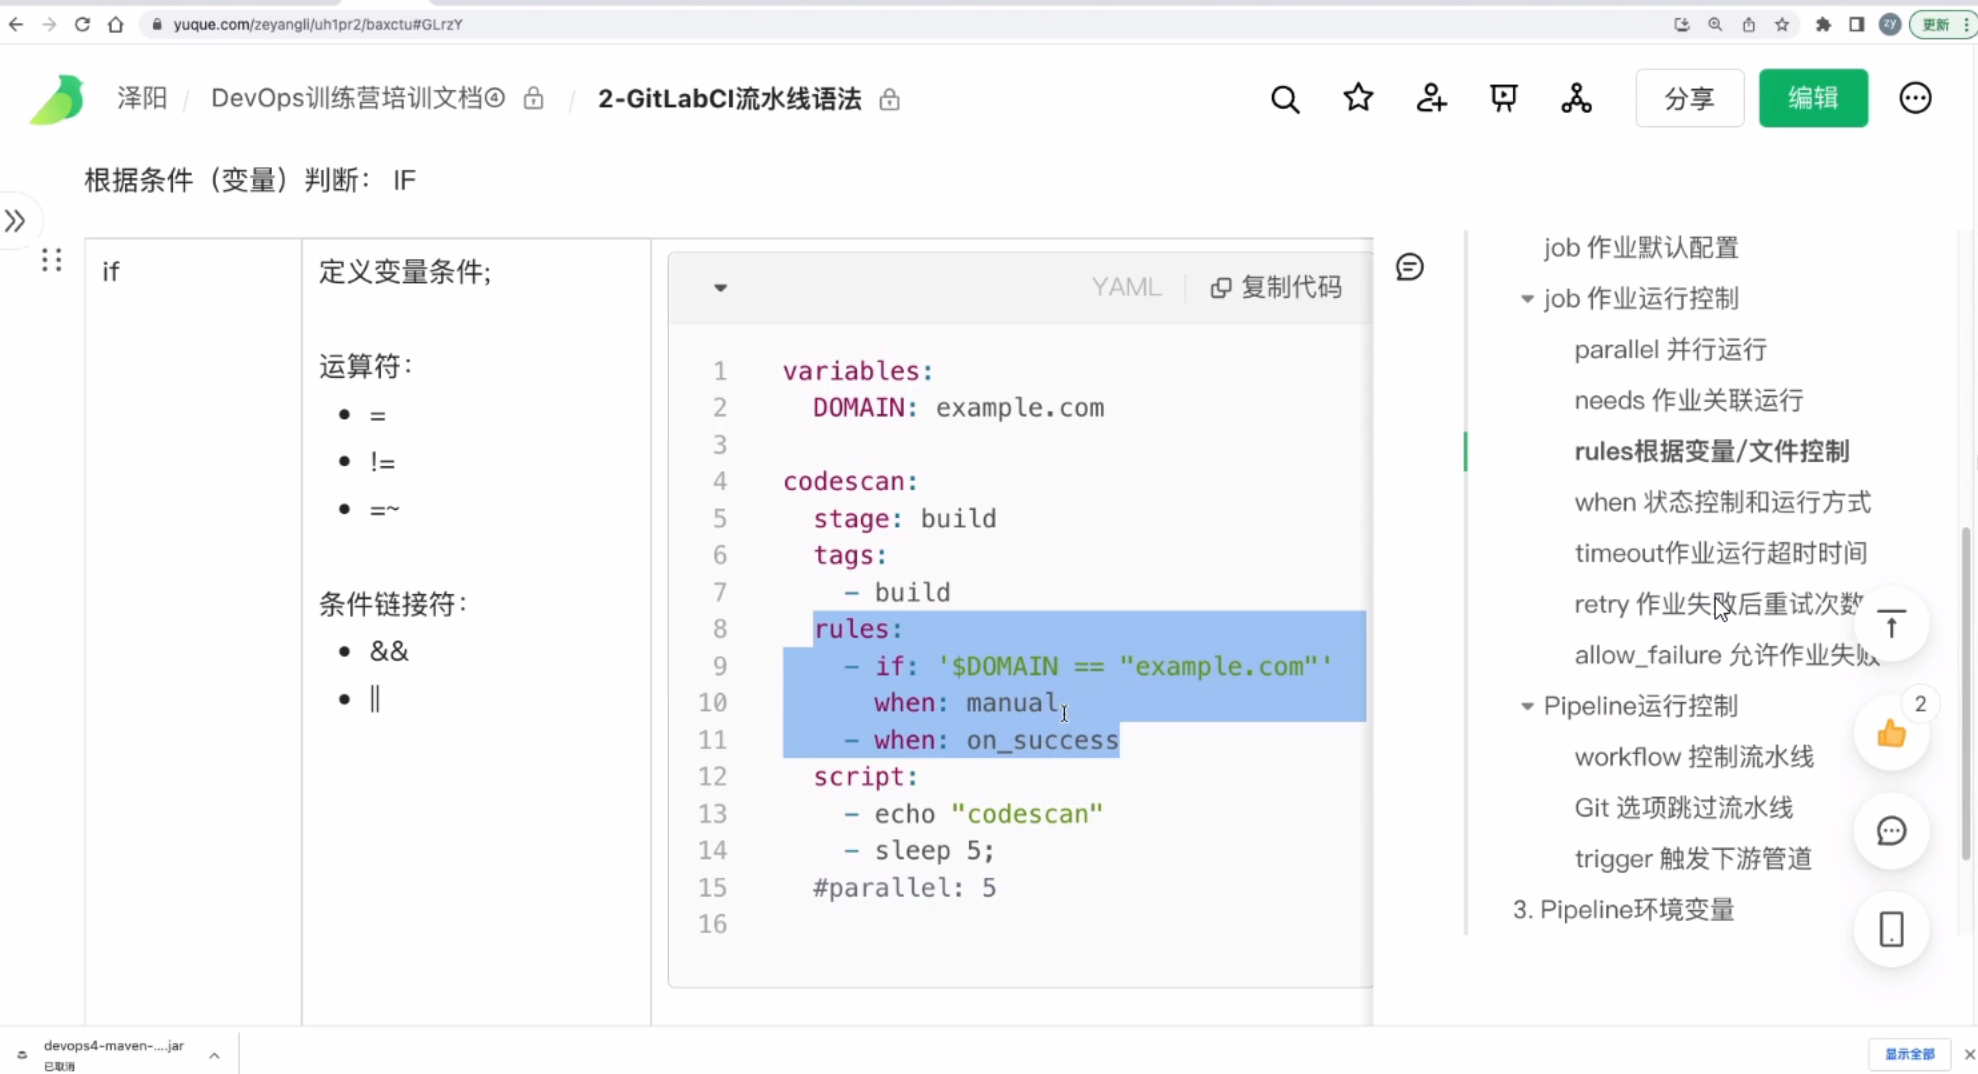 yuque.com/zeyangli/uh1pr2/baxctu#GLrzY
zy
更新
泽阳 / DevOps训练营培训文档④ / 2-GitLabCI流水线语法
分享
编辑
根据条件（变量）判断： IF
if
定义变量条件;
运算符：
=
!=
=~
条件链接符：
&&
||
YAML
复制代码
1 variables:
2 DOMAIN: example.com
3
4 codescan:
5 stage: build
6 tags:
7 - build
8 rules:
9 - if: '$DOMAIN == "example.com"'
10 when: manual
11 - when: on_success
12 script:
13 - echo "codescan"
14 - sleep 5;
15 #parallel: 5
16
job 作业默认配置
job 作业运行控制
parallel 并行运行
needs 作业关联运行
rules根据变量/文件控制
when 状态控制和运行方式
timeout作业运行超时时间
retry 作业失败后重试次数
allow_failure 允许作业失败
Pipeline运行控制
workflow 控制流水线
Git 选项跳过流水线
trigger 触发下游管道
3. Pipeline环境变量
2
devops4-maven-....jar
已取消
显示全部